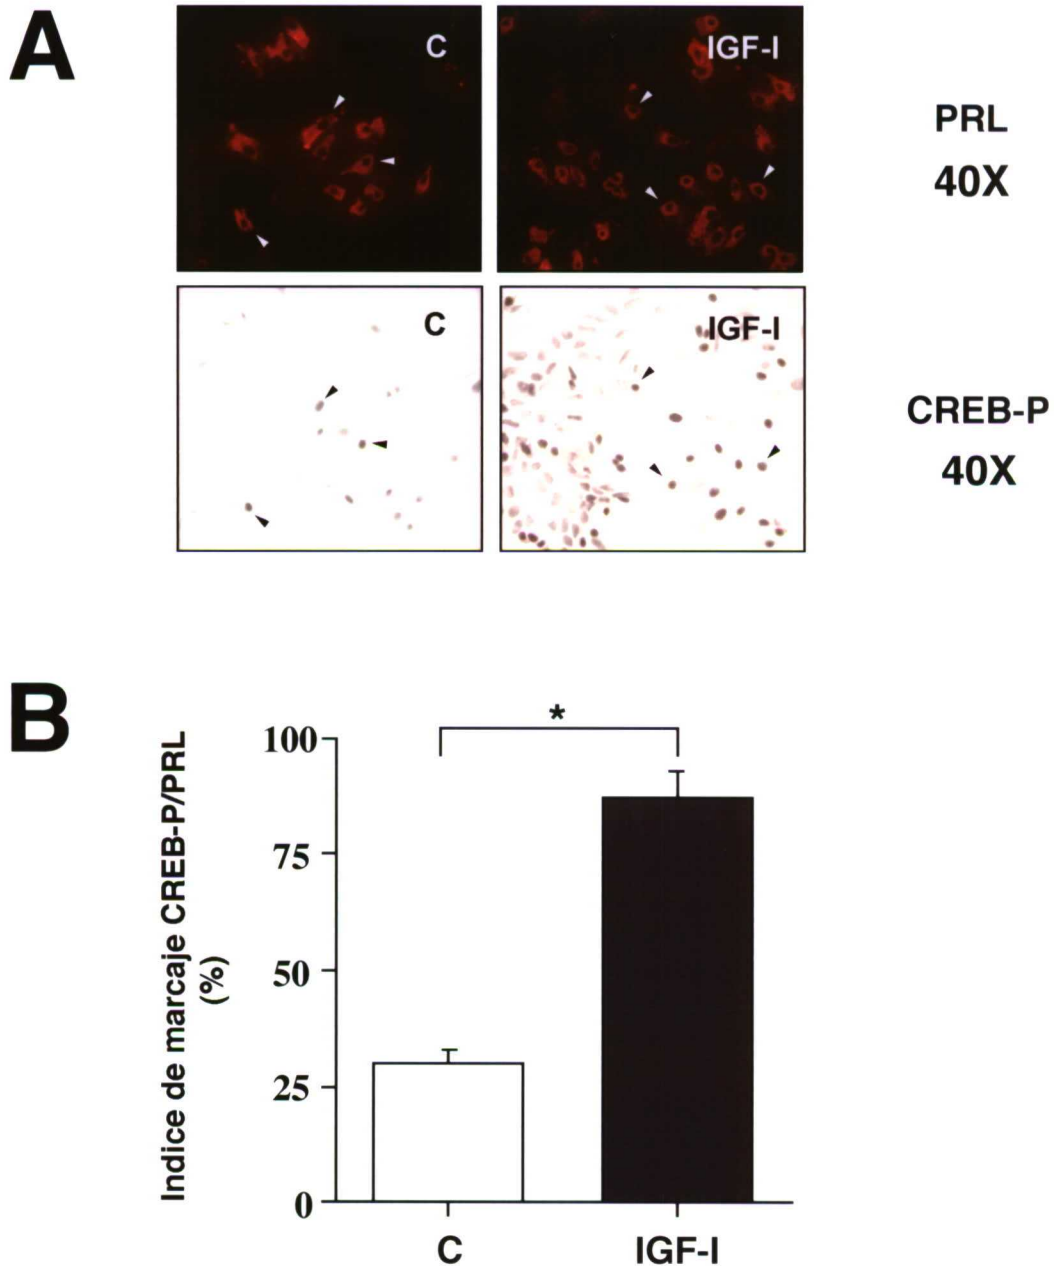 A
C
IGF-I
PRL
40X
C
IGF-I
CREB-P
40X
B
*
Indice de marcaje CREB-P/PRL
(%)
100
75
50
25
0
C
IGF-I